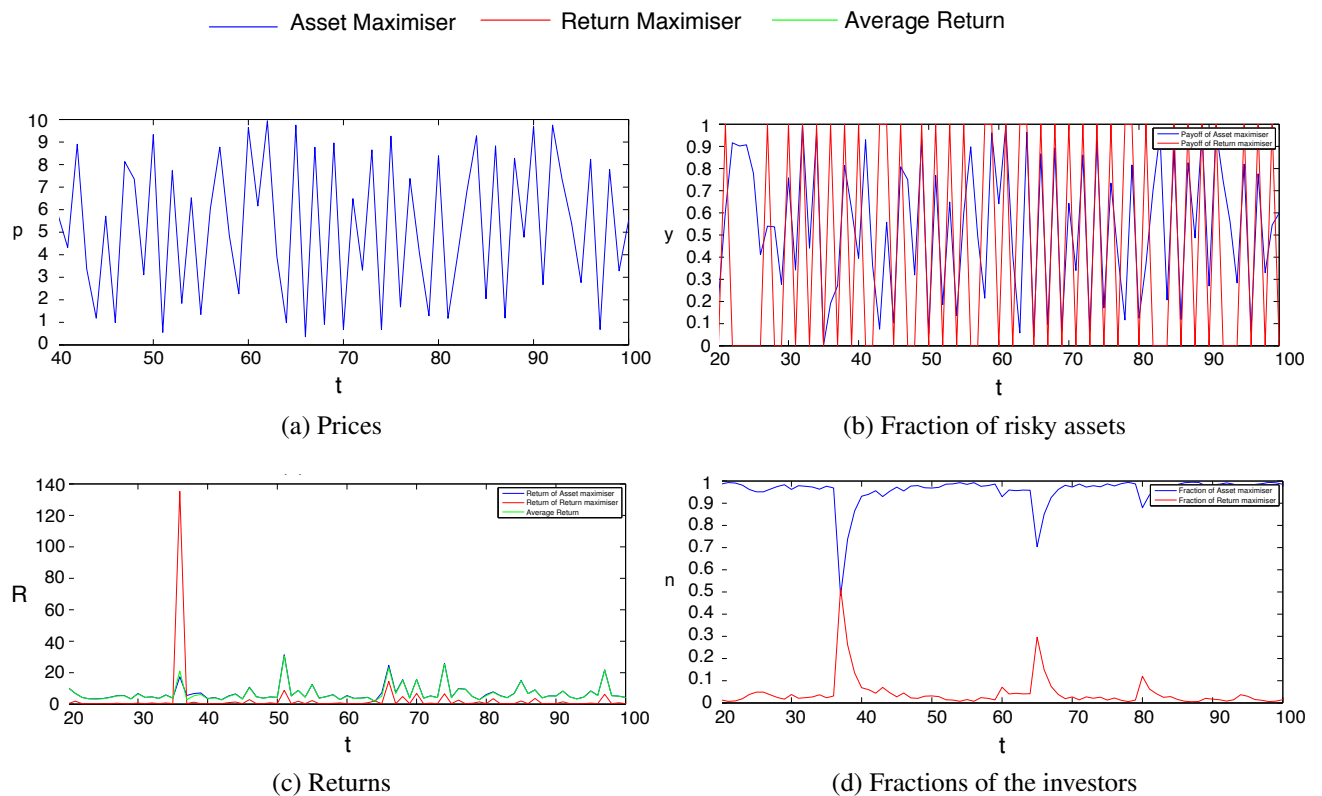 Asset Maximiser Return Maximiser Average Return
10
9
8
7
6
5
4
3
2
1
0
p
40 50 60 70 80 90 100
t
(a) Prices
1
0.9
0.8
0.7
0.6
0.5
0.4
0.3
0.2
0.1
0
y
Payoff of Asset maximiser
Payoff of Return maximiser
20 30 40 50 60 70 80 90 100
t
(b) Fraction of risky assets
140
120
100
80
60
40
20
0
R
Return of Asset maximiser
Return of Return maximiser
Average Return
20 30 40 50 60 70 80 90 100
t
(c) Returns
1
0.9
0.8
0.7
0.6
0.5
0.4
0.3
0.2
0.1
0
n
Fraction of Asset maximiser
Fraction of Return maximiser
20 30 40 50 60 70 80 90 100
t
(d) Fractions of the investors